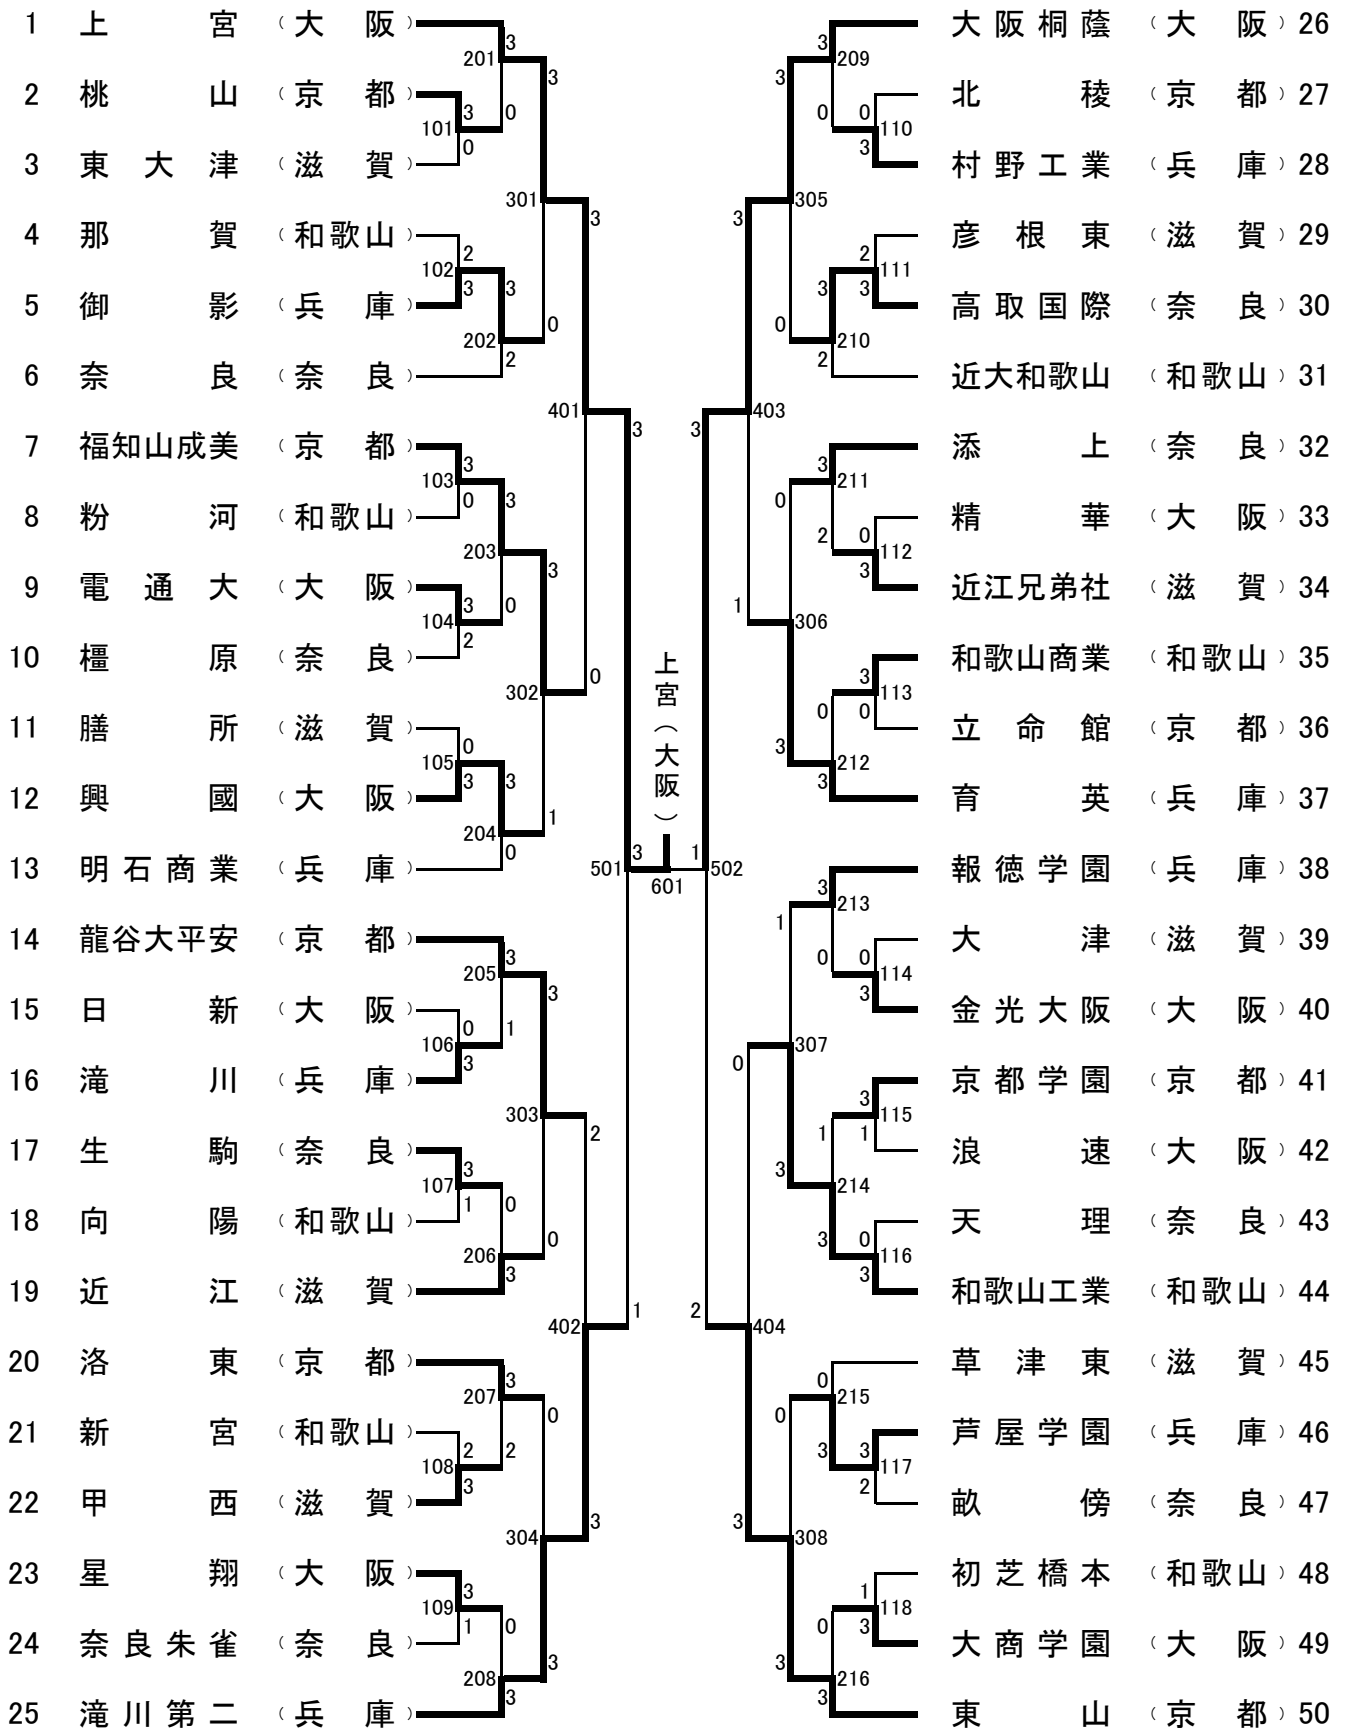 1 上宮 (大阪)
2 桃山 (京都)
3 東大津 (滋賀)
4 那賀 (和歌山)
5 御影 (兵庫)
6 奈良 (奈良)
7 福知山成美 (京都)
8 粉河 (和歌山)
9 電通大 (大阪)
10 橿原 (奈良)
11 膳所 (滋賀)
12 興國 (大阪)
13 明石商業 (兵庫)
14 龍谷大平安 (京都)
15 日新 (大阪)
16 滝川 (兵庫)
17 生駒 (奈良)
18 向陽 (和歌山)
19 近江 (滋賀)
20 洛東 (京都)
21 新宮 (和歌山)
22 甲西 (滋賀)
23 星翔 (大阪)
24 奈良朱雀 (奈良)
25 滝川第二 (兵庫)
101 3 0
102 2 3
103 3 0
104 3 2
105 0 3
106 0 3
107 3 1
108 2 3
109 3 1
201 3 0
202 3 2
203 3 0
204 3 0
205 3 1
206 0 3
207 3 2
208 0 3
301 3 0
302 3 1
303 3 0
304 0 3
401 3 0
402 2 3
501 3 1
上宮(大阪)
3 1
601
502 3 2
403 3 1
404 0 3
305 3 0
306 0 3
307 1 3
308 0 3
209 3 0
210 3 2
211 3 2
212 0 3
213 3 0
214 1 3
215 0 3
216 0 3
110 0 3
111 2 3
112 0 3
113 3 0
114 0 3
115 3 1
116 0 3
117 3 2
118 1 3
大阪桐蔭 (大阪) 26
北稜 (京都) 27
村野工業 (兵庫) 28
彦根東 (滋賀) 29
高取国際 (奈良) 30
近大和歌山 (和歌山) 31
添上 (奈良) 32
精華 (大阪) 33
近江兄弟社 (滋賀) 34
和歌山商業 (和歌山) 35
立命館 (京都) 36
育英 (兵庫) 37
報徳学園 (兵庫) 38
大津 (滋賀) 39
金光大阪 (大阪) 40
京都学園 (京都) 41
浪速 (大阪) 42
天理 (奈良) 43
和歌山工業 (和歌山) 44
草津東 (滋賀) 45
芦屋学園 (兵庫) 46
畝傍 (奈良) 47
初芝橋本 (和歌山) 48
大商学園 (大阪) 49
東山 (京都) 50